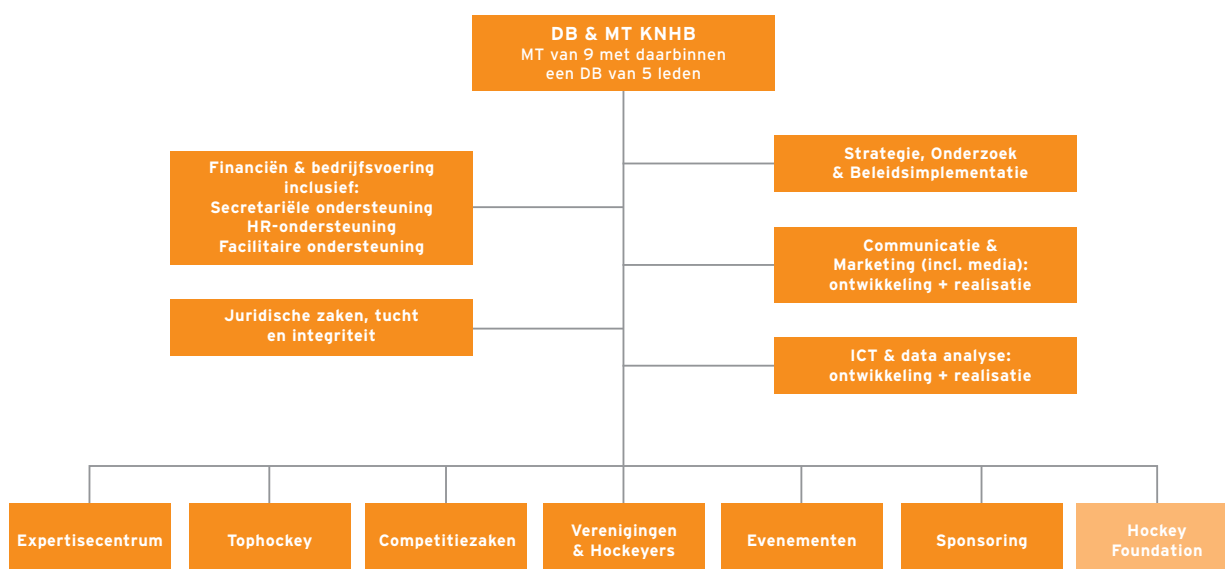 DB & MT KNHB
MT van 9 met daarbinnen
een DB van 5 leden
Financiën & bedrijfsvoering
inclusief:
Secretariële ondersteuning
HR-ondersteuning
Facilitaire ondersteuning
Juridische zaken, tucht
en integriteit
Strategie, Onderzoek
& Beleidsimplementatie
Communicatie &
Marketing (incl. media):
ontwikkeling + realisatie
ICT & data analyse:
ontwikkeling + realisatie
Expertisecentrum
Tophockey
Competitiezaken
Verenigingen
& Hockeyers
Evenementen
Sponsoring
Hockey
Foundation